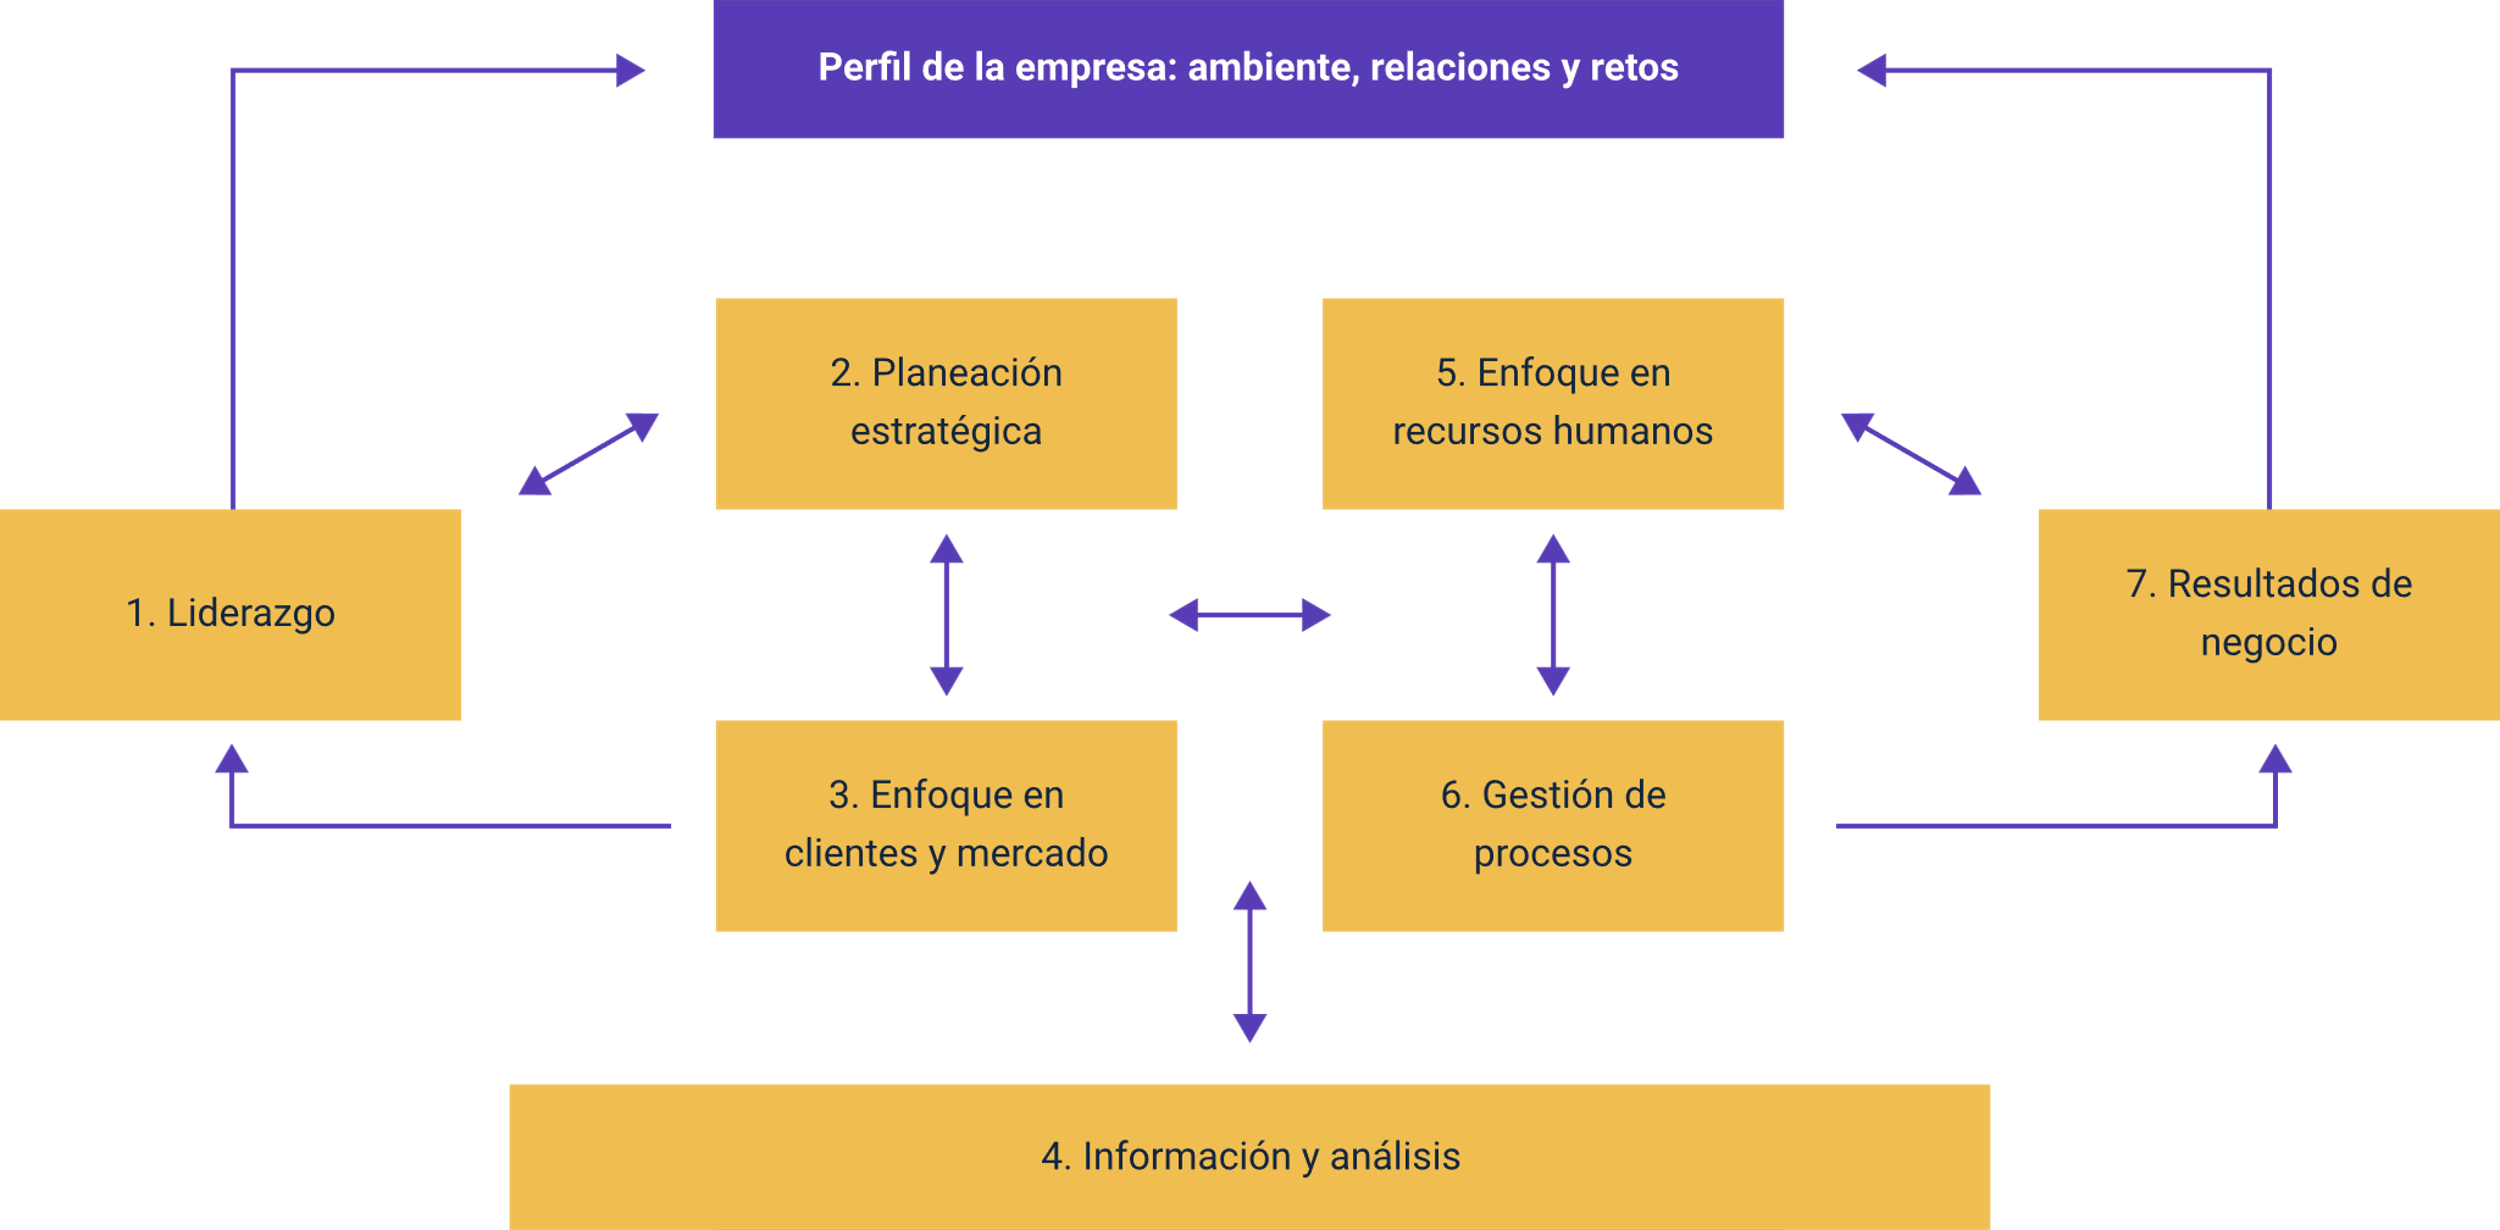 Perfil de la empresa: ambiente, relaciones y retos
2. Planeación
estratégica
5. Enfoque en
recursos humanos
1. Liderazgo
7. Resultados de
negocio
3. Enfoque en
clientes y mercado
6. Gestión de
procesos
4. Información y análisis